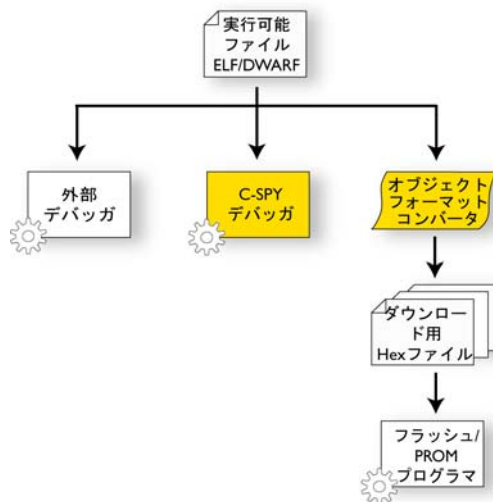 実行可能
ファイル
ELF/DWARF
外部
デバッガ
C-SPY
デバッガ
オブジェクト
フォーマット
コンバータ
ダウンロー
ド用
Hexファイル
フラッシュ/
PROM
プログラマ